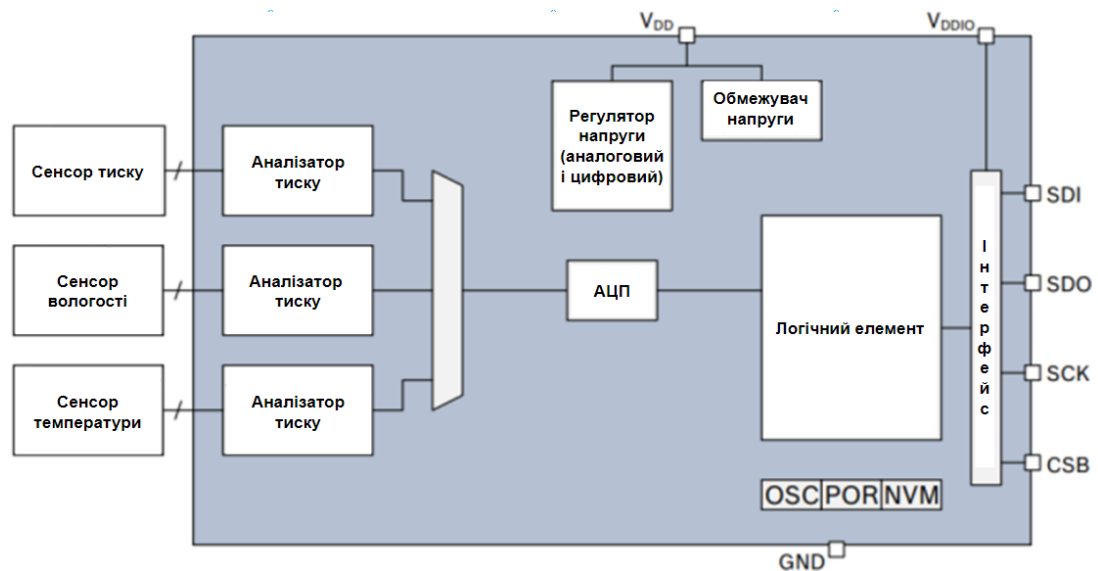 VDD
VDDIO
Регулятор
напруги
(аналоговий
і цифровий)
Обмежувач
напруги
Сенсор тиску
Аналізатор
тиску
Сенсор
вологості
Аналізатор
тиску
Сенсор
температури
Аналізатор
тиску
АЦП
Логічний елемент
Інтерфейс
SDI
SDO
SCK
CSB
OSC POR NVM
GND